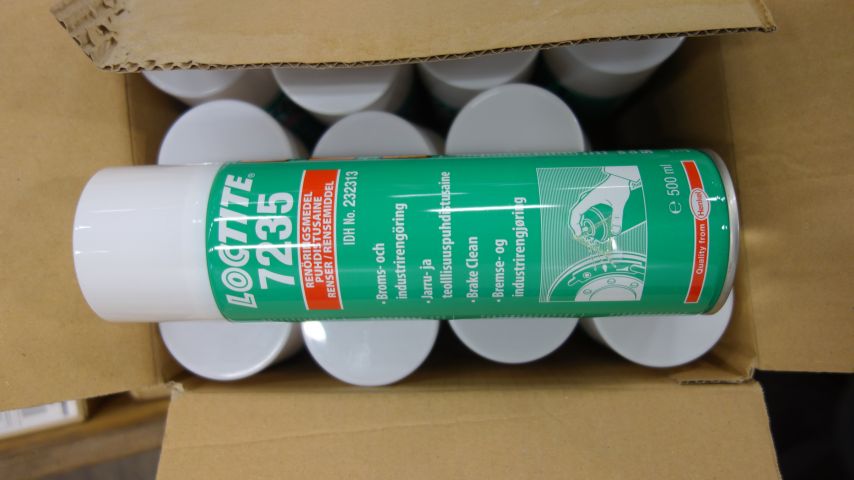 LOCTITE®
7235
RENGÖRINGSMEDEL
PUHDISTUSAINE
RENSER / RENSEMIDDEL
IDH No. 232313
• Broms- och
industrirengöring
• Jarru- ja
teollisuuspuhdistusaine
• Brake Clean
• Bremse- og
industrirengjøring
℮ 500 ml
Quality from Henkel